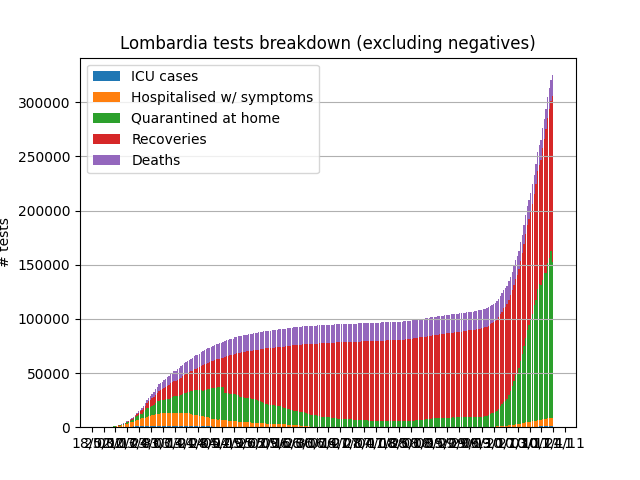 Lombardia tests breakdown (excluding negatives)
ICU cases
Hospitalised w/ symptoms
Quarantined at home
Recoveries
Deaths
300000
250000
200000
150000
100000
50000
0
# tests